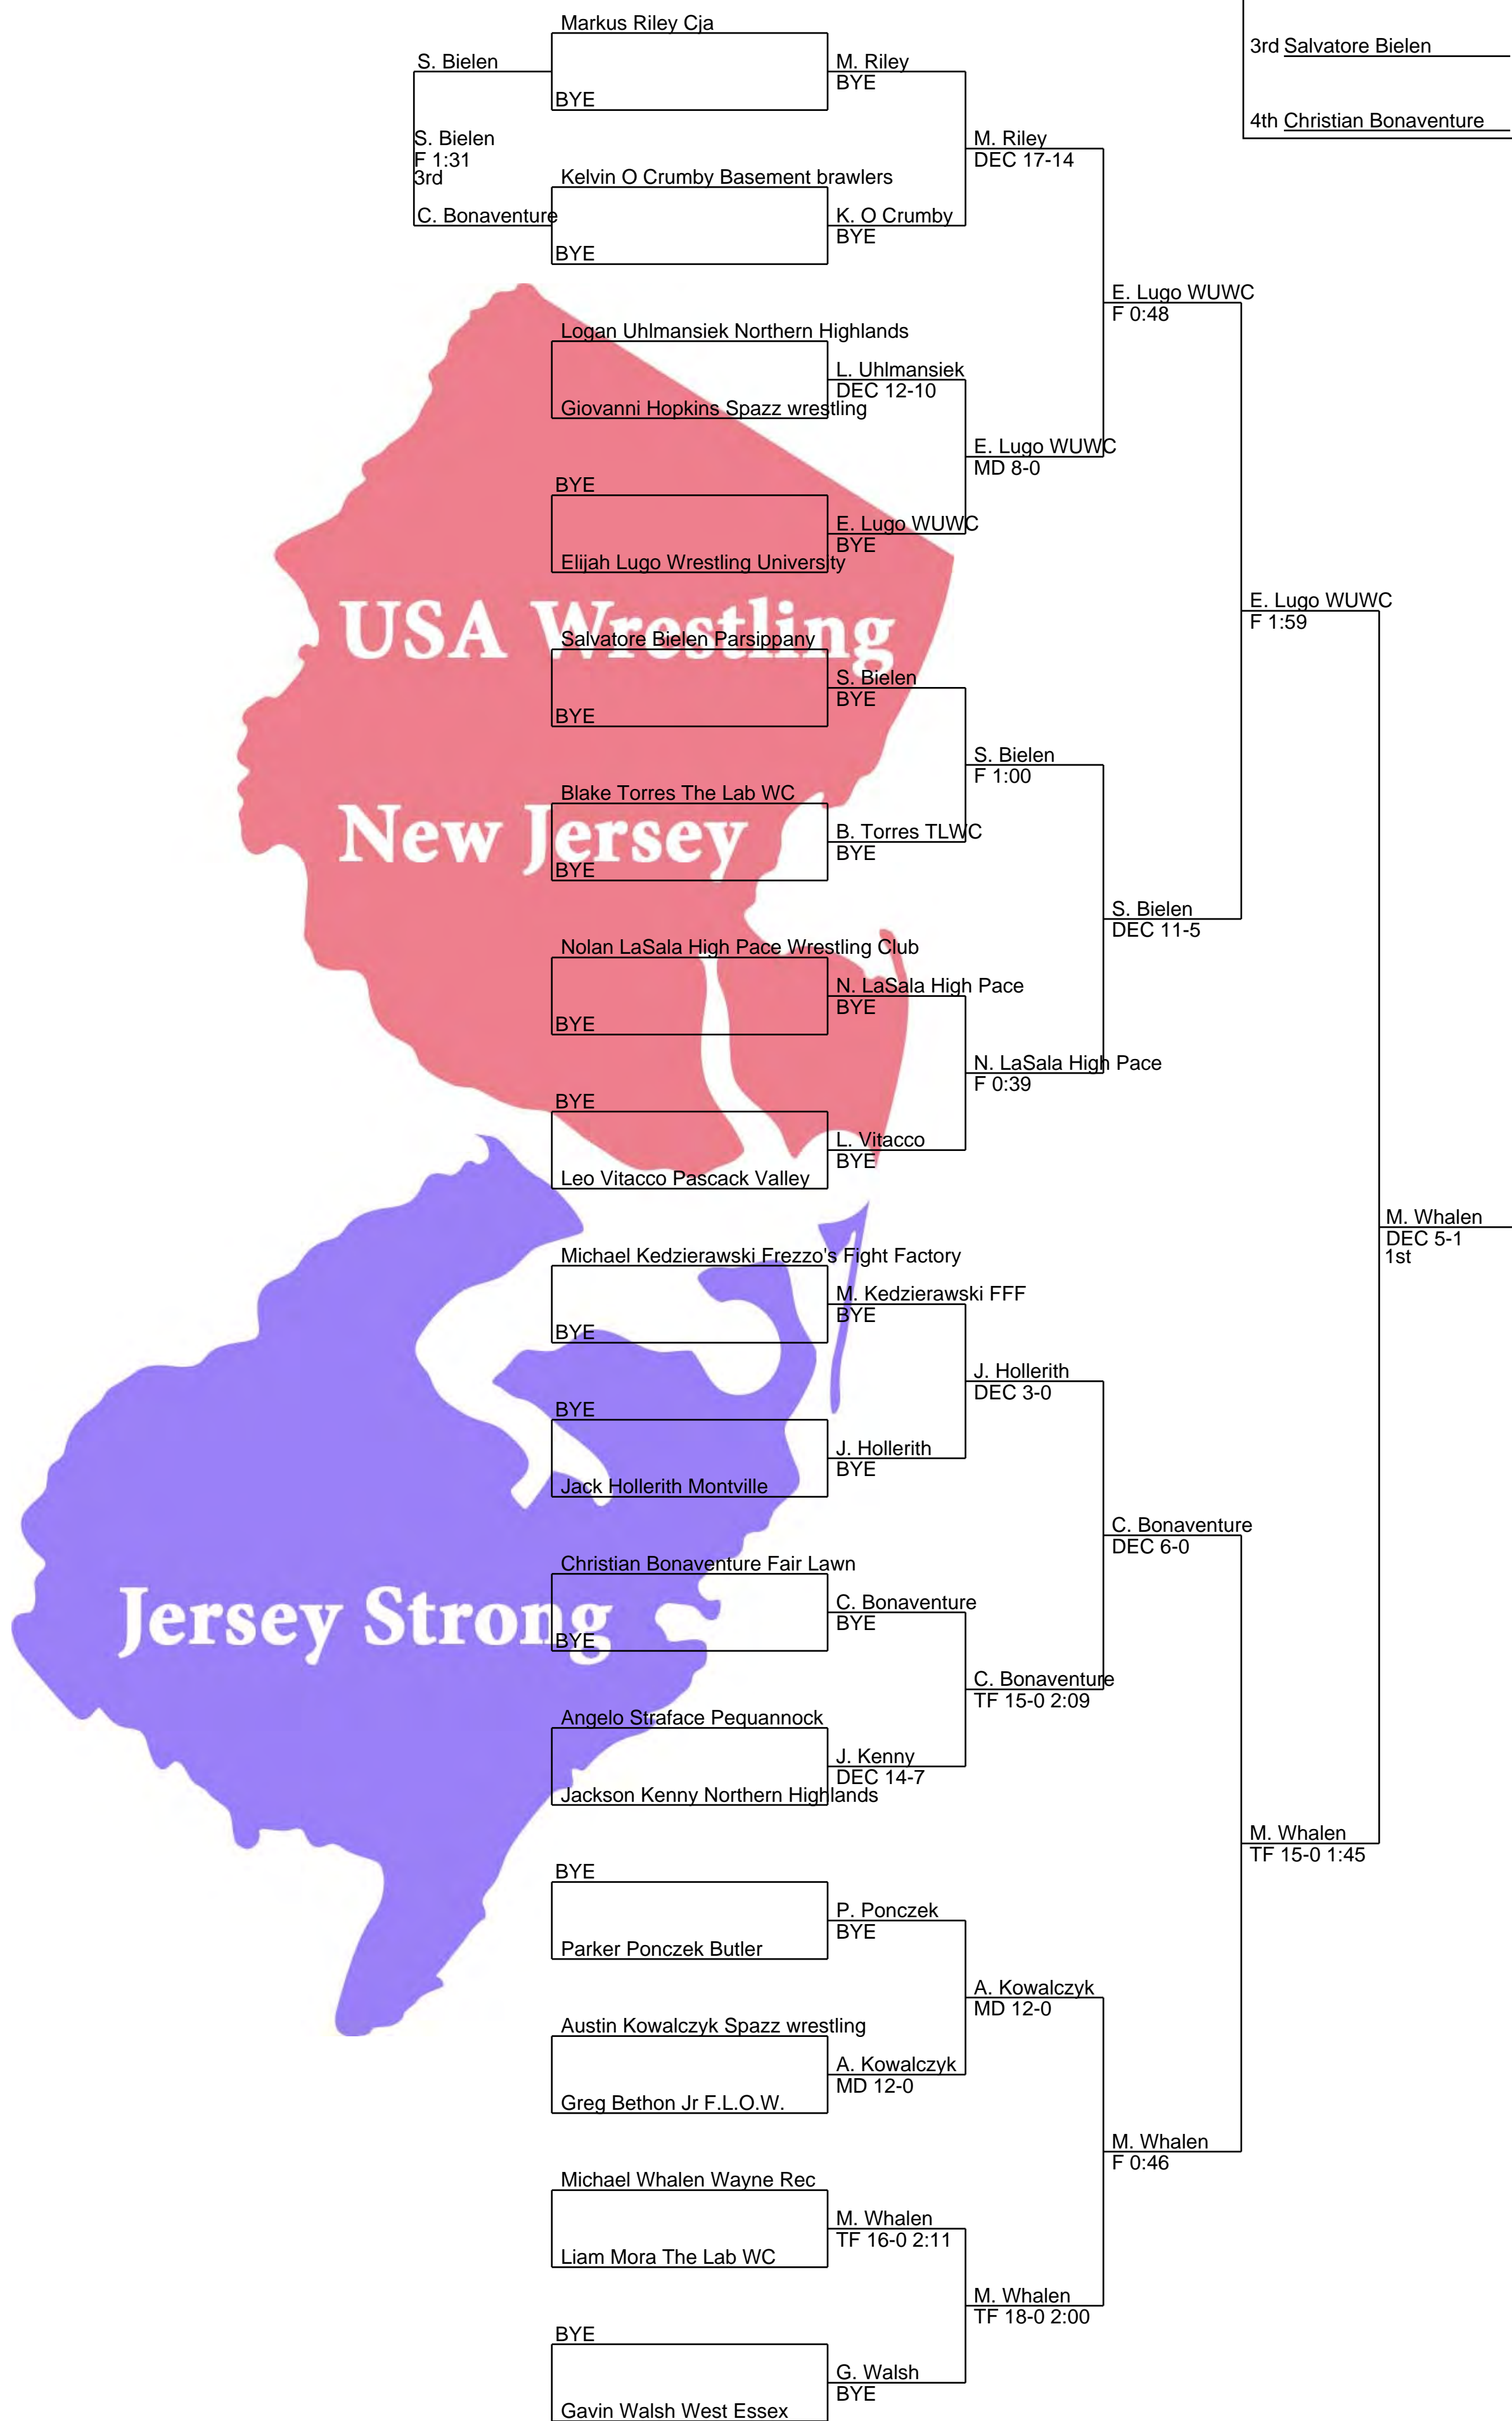 Markus Riley Cja
3rd Salvatore Bielen
S. Bielen
M. Riley
BYE
BYE
4th Christian Bonaventure
S. Bielen
F 1:31
3rd
M. Riley
DEC 17-14
Kelvin O Crumby Basement brawlers
C. Bonaventure
K. O Crumby
BYE
BYE
E. Lugo WUWC
F 0:48
Logan Uhlmansiek Northern Highlands
L. Uhlmansiek
DEC 12-10
Giovanni Hopkins Spazz wrestling
E. Lugo WUWC
MD 8-0
BYE
E. Lugo WUWC
BYE
Elijah Lugo Wrestling University
E. Lugo WUWC
F 1:59
USA Wrestling
Salvatore Bielen Parsippany
S. Bielen
BYE
BYE
S. Bielen
F 1:00
Blake Torres The Lab WC
New Jersey
B. Torres TLWC
BYE
BYE
S. Bielen
DEC 11-5
Nolan LaSala High Pace Wrestling Club
N. LaSala High Pace
BYE
BYE
N. LaSala High Pace
F 0:39
BYE
L. Vitacco
BYE
Leo Vitacco Pascack Valley
M. Whalen
DEC 5-1
1st
Michael Kedzierawski Frezzo's Fight Factory
M. Kedzierawski FFF
BYE
BYE
J. Hollerith
DEC 3-0
BYE
J. Hollerith
BYE
Jack Hollerith Montville
C. Bonaventure
DEC 6-0
Christian Bonaventure Fair Lawn
C. Bonaventure
BYE
Jersey Strong
BYE
C. Bonaventure
TF 15-0 2:09
Angelo Straface Pequannock
J. Kenny
DEC 14-7
Jackson Kenny Northern Highlands
M. Whalen
TF 15-0 1:45
BYE
P. Ponczek
BYE
Parker Ponczek Butler
A. Kowalczyk
MD 12-0
Austin Kowalczyk Spazz wrestling
A. Kowalczyk
MD 12-0
Greg Bethon Jr F.L.O.W.
M. Whalen
F 0:46
Michael Whalen Wayne Rec
M. Whalen
TF 16-0 2:11
Liam Mora The Lab WC
M. Whalen
TF 18-0 2:00
BYE
G. Walsh
BYE
Gavin Walsh West Essex